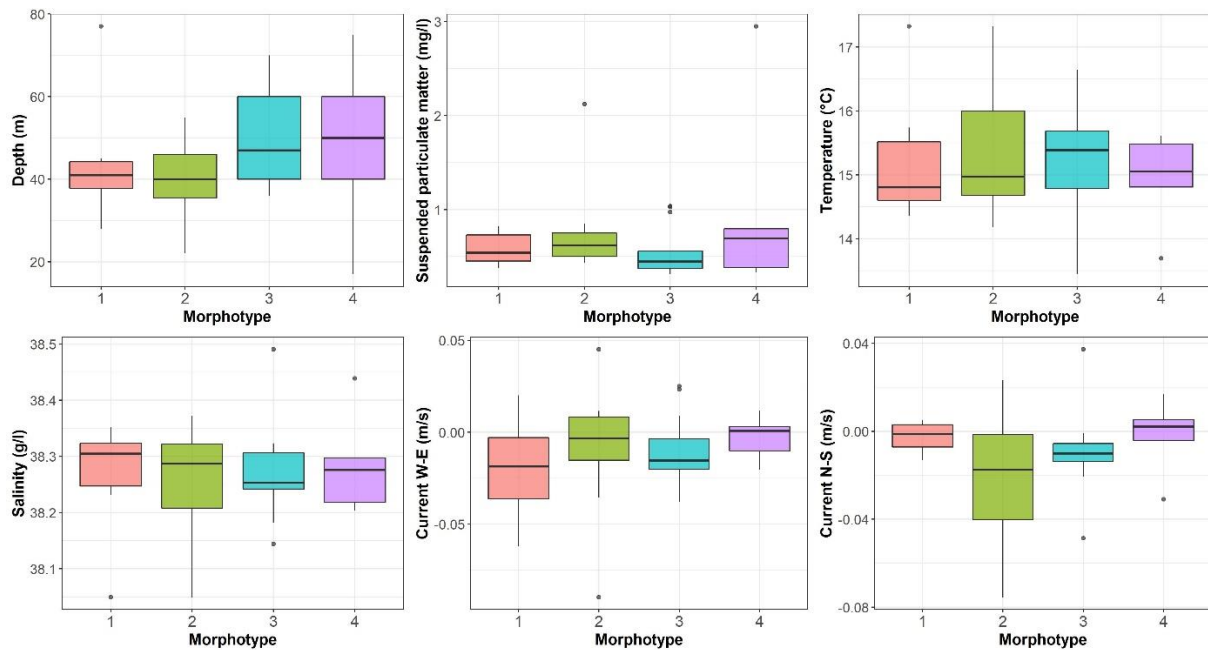 Depth (m)
80
60
40
20
1 2 3 4
Morphotype
Suspended particulate matter (mg/l)
3
2
1
1 2 3 4
Morphotype
Temperature (°C)
17
16
15
14
1 2 3 4
Morphotype
Salinity (g/l)
38.5
38.4
38.3
38.2
38.1
1 2 3 4
Morphotype
Current W-E (m/s)
0.05
0.00
-0.05
1 2 3 4
Morphotype
Current N-S (m/s)
0.04
0.00
-0.04
-0.08
1 2 3 4
Morphotype